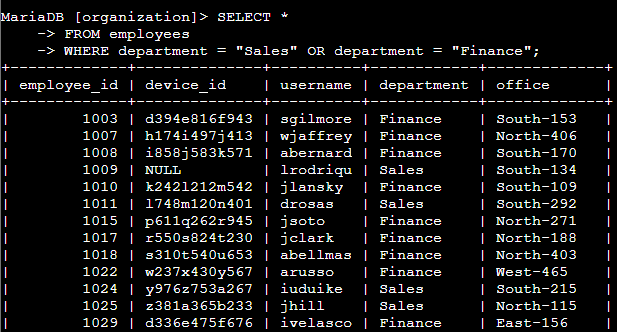 MariaDB [organization]> SELECT *
    -> FROM employees
    -> WHERE department = "Sales" OR department = "Finance";
+-------------+--------------+----------+------------+-------------+
| employee_id | device_id    | username | department | office      |
+-------------+--------------+----------+------------+-------------+
|        1003 | d394e816f943 | sgilmore | Finance    | South-153   |
|        1007 | h174i497j413 | wjaffrey | Finance    | North-406   |
|        1008 | i858j583k571 | abernard | Finance    | South-170   |
|        1009 | NULL         | lrodriqu | Sales      | South-134   |
|        1010 | k242l212m542 | jlansky  | Finance    | South-109   |
|        1011 | l748m120n401 | drosas   | Sales      | South-292   |
|        1015 | p611q262r945 | jsoto    | Finance    | North-271   |
|        1017 | r550s824t230 | jclark   | Finance    | North-188   |
|        1018 | s310t540u653 | abellmas | Finance    | North-403   |
|        1022 | w237x430y567 | arusso   | Finance    | West-465    |
|        1024 | y976z753a267 | iuduike  | Sales      | South-215   |
|        1025 | z381a365b233 | jhill    | Sales      | North-115   |
|        1029 | d336e475f676 | ivelasco | Finance    | East-156    |